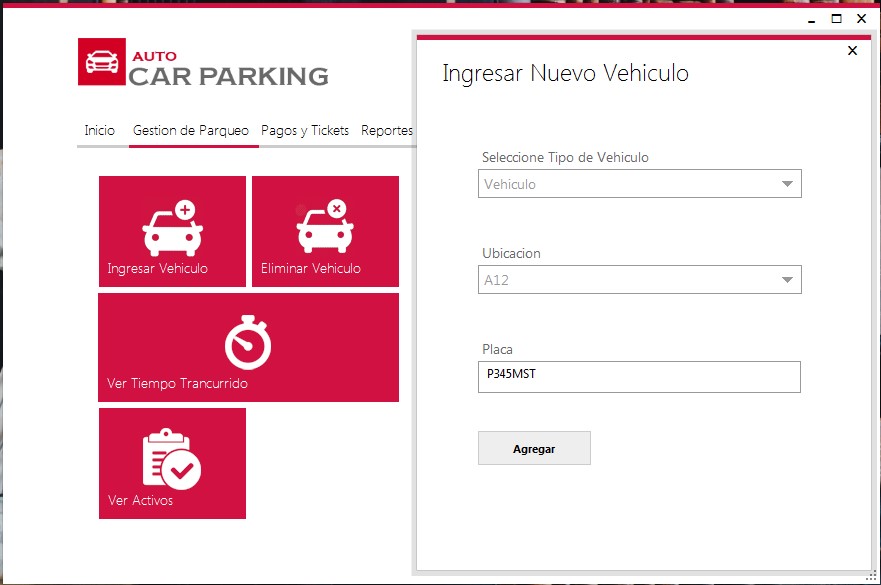 AUTO
CAR PARKING
Inicio Gestion de Parqueo Pagos y Tickets Reportes
Ingresar Vehiculo Eliminar Vehiculo
Ver Tiempo Trancurrido
Ver Activos
Ingresar Nuevo Vehiculo
Seleccione Tipo de Vehiculo
Vehiculo
Ubicacion
A12
Placa
P345MST
Agregar